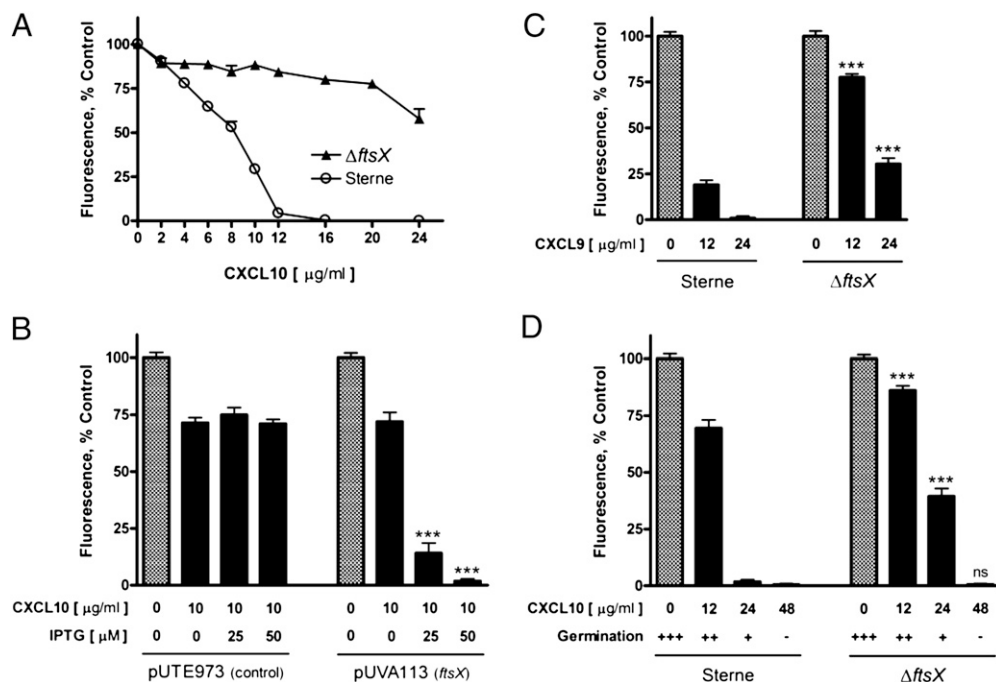 A
Fluorescence, % Control
100
75
50
25
0
ΔftsX
Sterne
0 2 4 6 8 10 12 16 20 24
CXCL10 [ μg/ml ]
B
Fluorescence, % Control
100
75
50
25
0
*** ***
CXCL10 [ μg/ml ] 0 10 10 10 0 10 10 10
IPTG [ μM ] 0 0 25 50 0 0 25 50
pUTE973 (control) pUVA113 (ftsX)
C
Fluorescence, % Control
100
75
50
25
0
*** ***
CXCL9 [ μg/ml ] 0 12 24 0 12 24
Sterne ΔftsX
D
Fluorescence, % Control
100
75
50
25
0
*** *** ns
CXCL10 [ μg/ml ] 0 12 24 48 0 12 24 48
Germination +++ ++ + - +++ ++ + -
Sterne ΔftsX